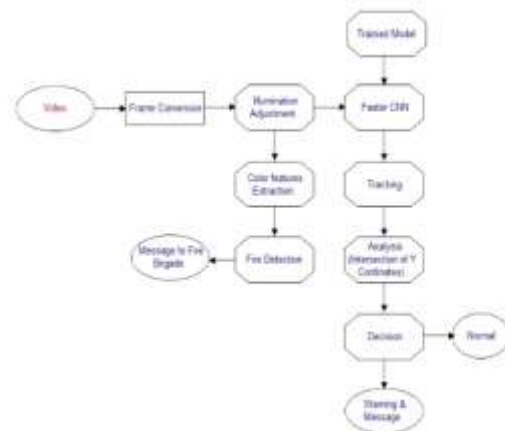 Trained Model
Video
Frame Conversion
Illumination
Adjustment
Faster CNN
Color features
Extraction
Tracking
Message to Fire
Brigade
Fire Detection
Analysis
(Intersection of Y
Cordinates)
Decision
Normal
Warning &
Message